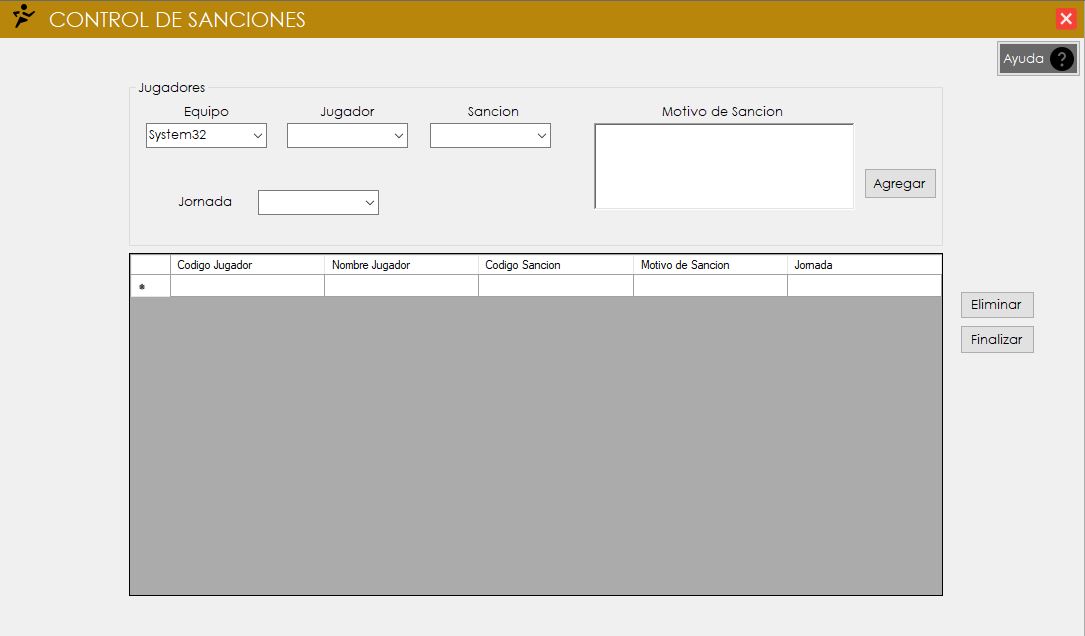 CONTROL DE SANCIONES
Ayuda ?
Jugadores
Equipo Jugador Sancion Motivo de Sancion
System32
Agregar
Jornada
Codigo Jugador Nombre Jugador Codigo Sancion Motivo de Sancion Jornada
*
Eliminar
Finalizar